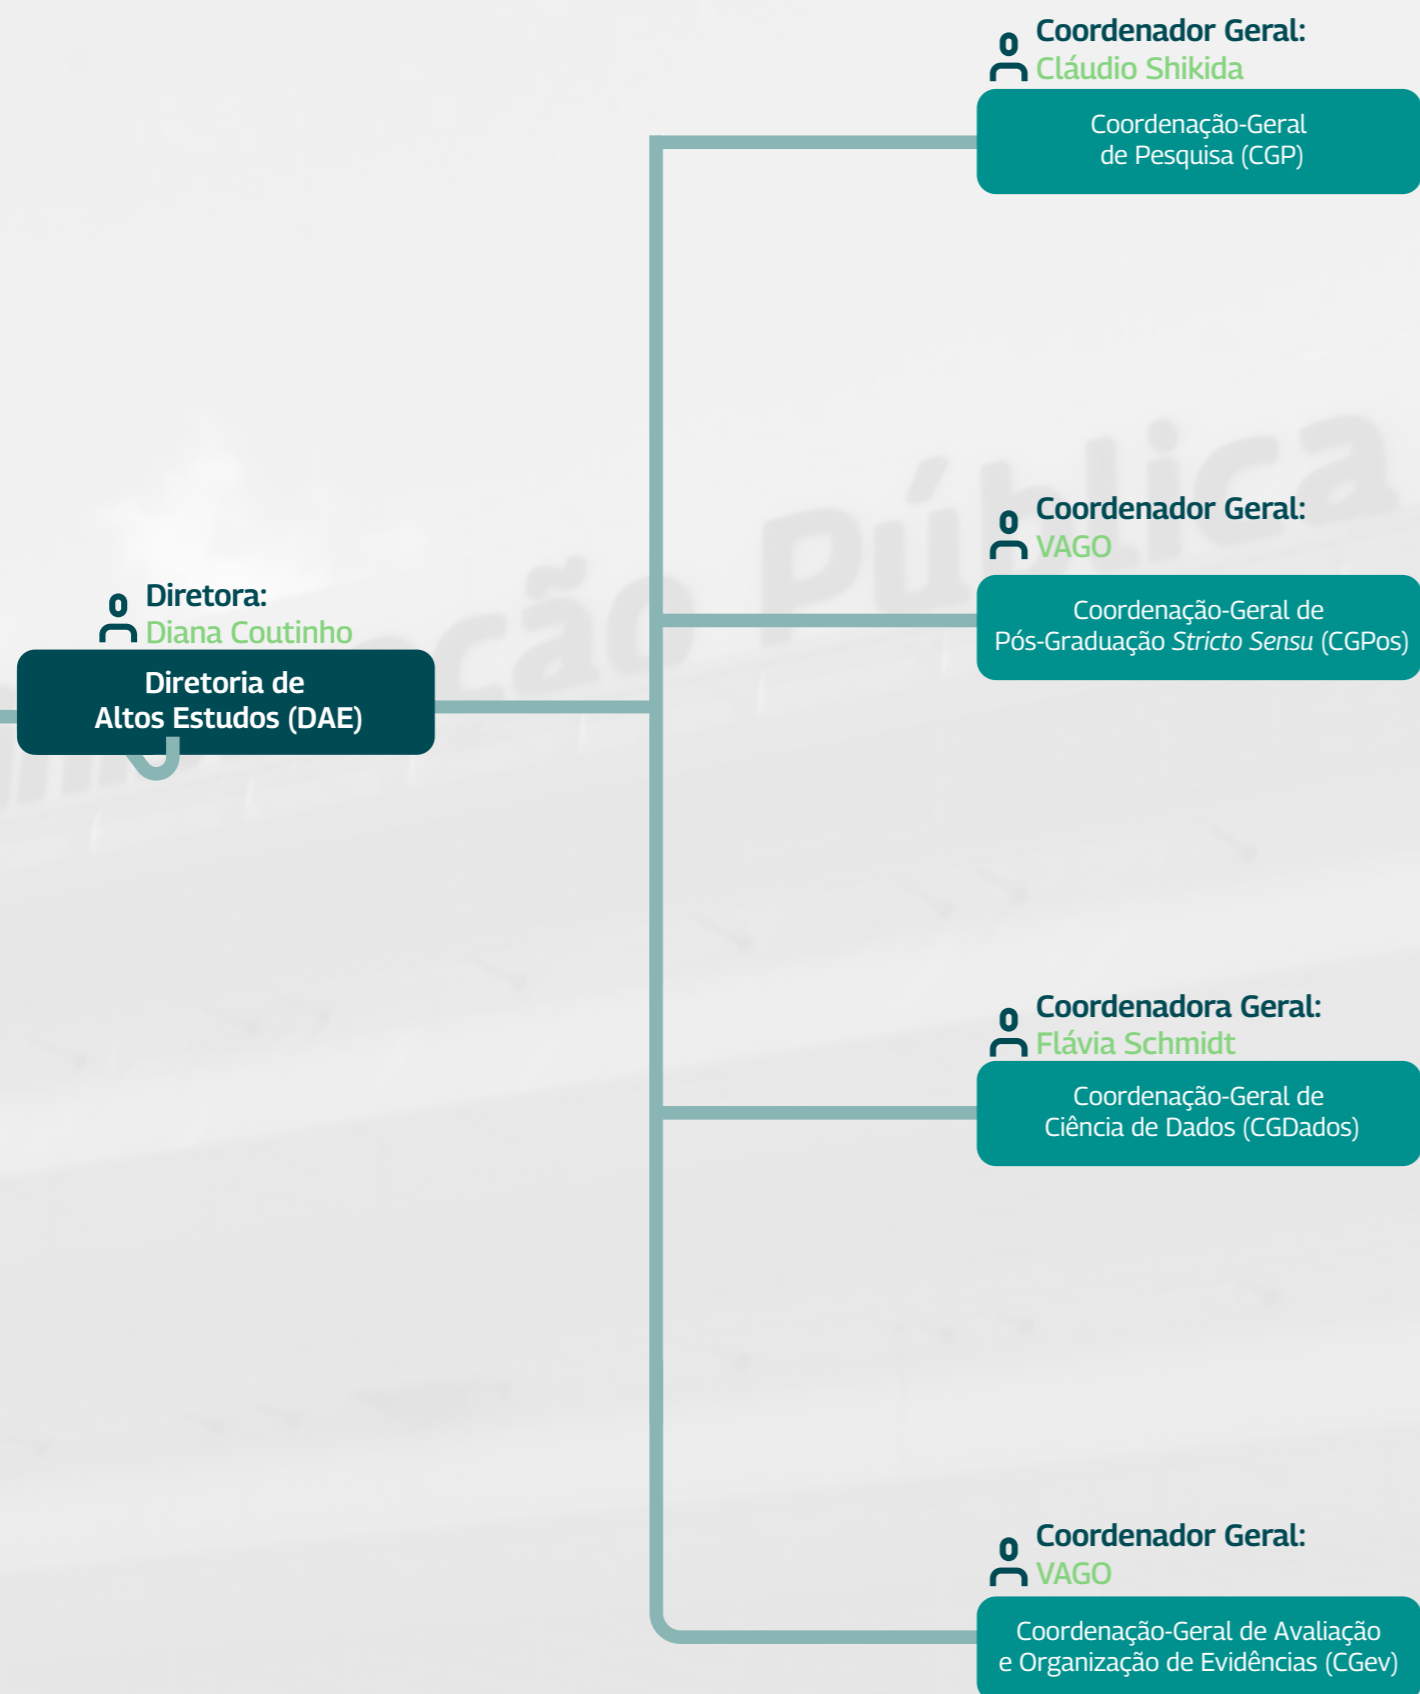 Coordenador Geral:
Cláudio Shikida
Coordenação-Geral
de Pesquisa (CGP)
Coordenador Geral:
VAGO
Coordenação-Geral de
Pós-Graduação Stricto Sensu (CGPos)
Diretora:
Diana Coutinho
Diretoria de
Altos Estudos (DAE)
Pública
Coordenadora Geral:
Flávia Schmidt
Coordenação-Geral de
Ciência de Dados (CGDados)
Coordenador Geral:
VAGO
Coordenação-Geral de Avaliação
e Organização de Evidências (CGev)